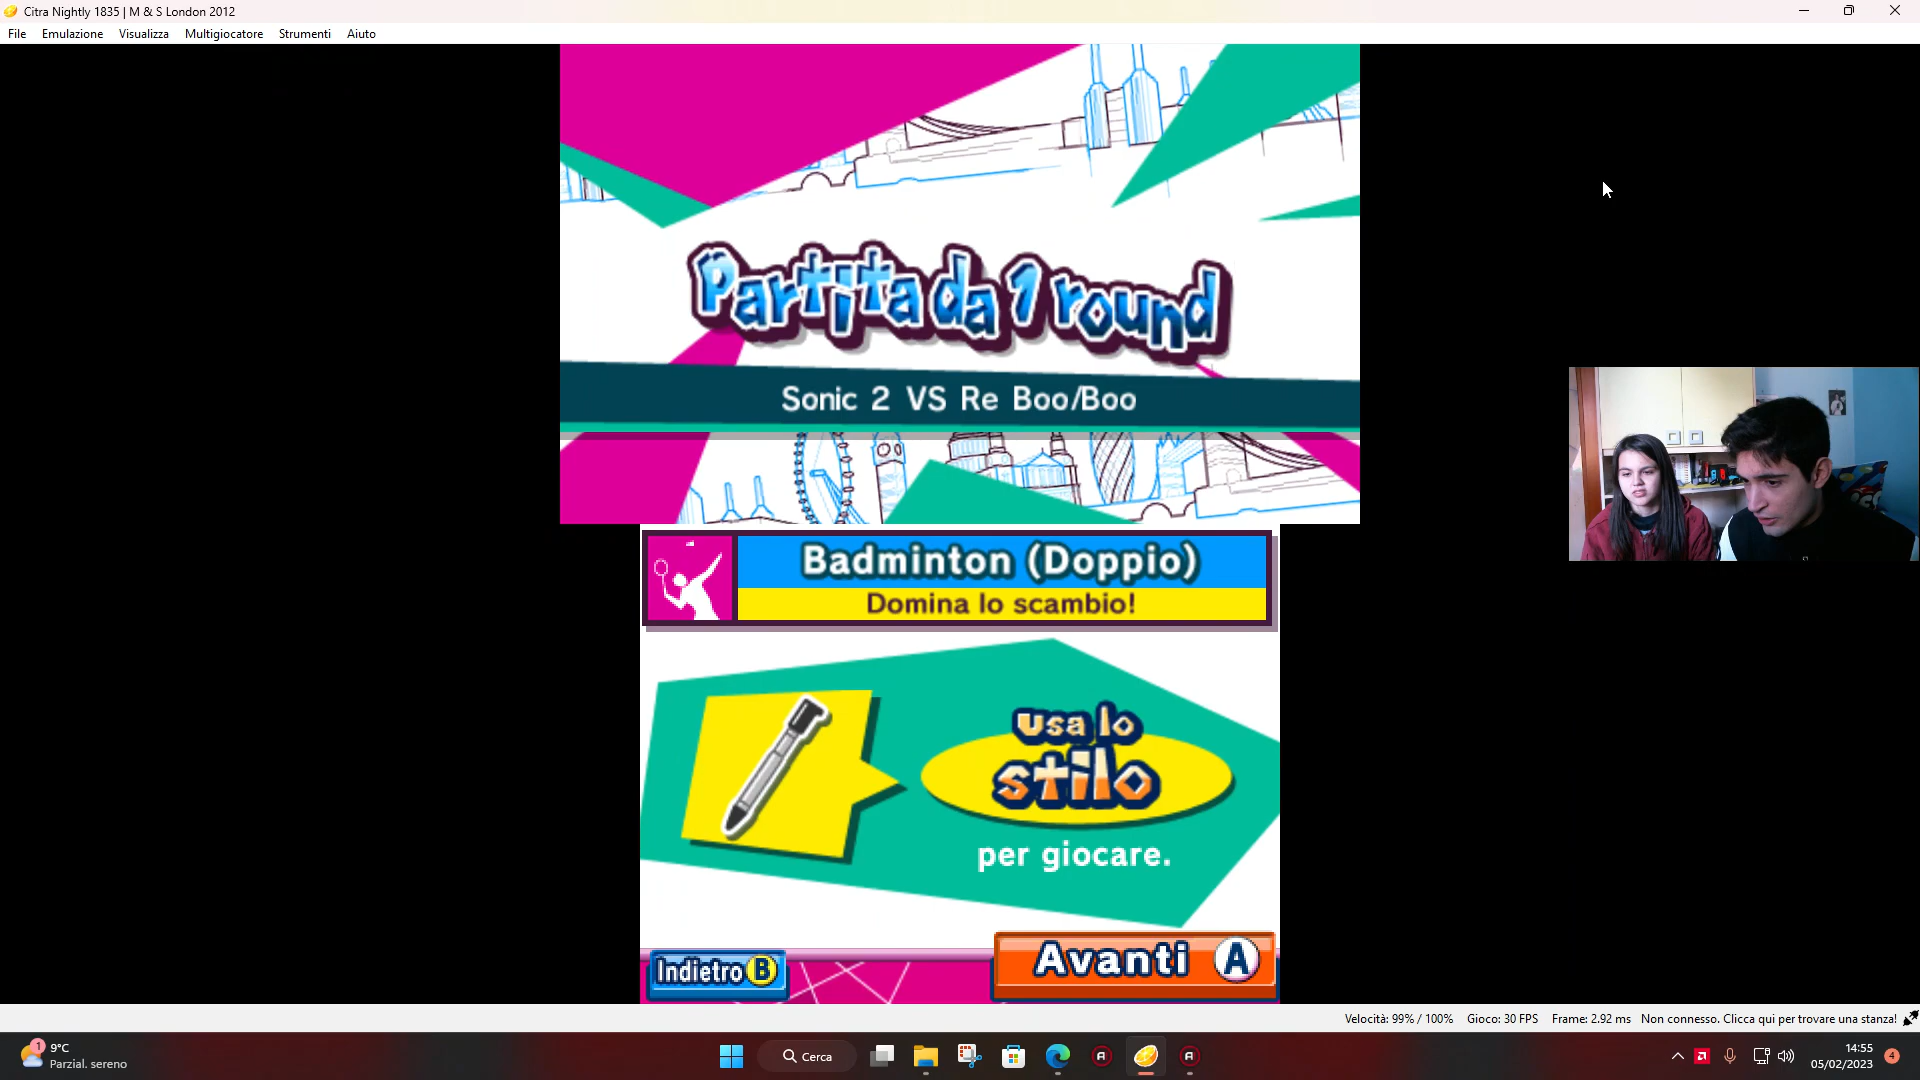 Citra Nightly 1835 | M & S London 2012
File Emulazione Visualizza Multigiocatore Strumenti Aiuto
Partita da 1 round
Sonic 2 VS Re Boo/Boo
Badminton (Doppio)
Domina lo scambio!
Usa lo
stilo
per giocare.
Indietro B
Avanti A
Velocità: 99% / 100% Gioco: 30 FPS Frame: 2.92 ms Non connesso. Clicca qui per trovare una stanza!
1
9°C
Parzial. sereno
Cerca
14:55
05/02/2023
4